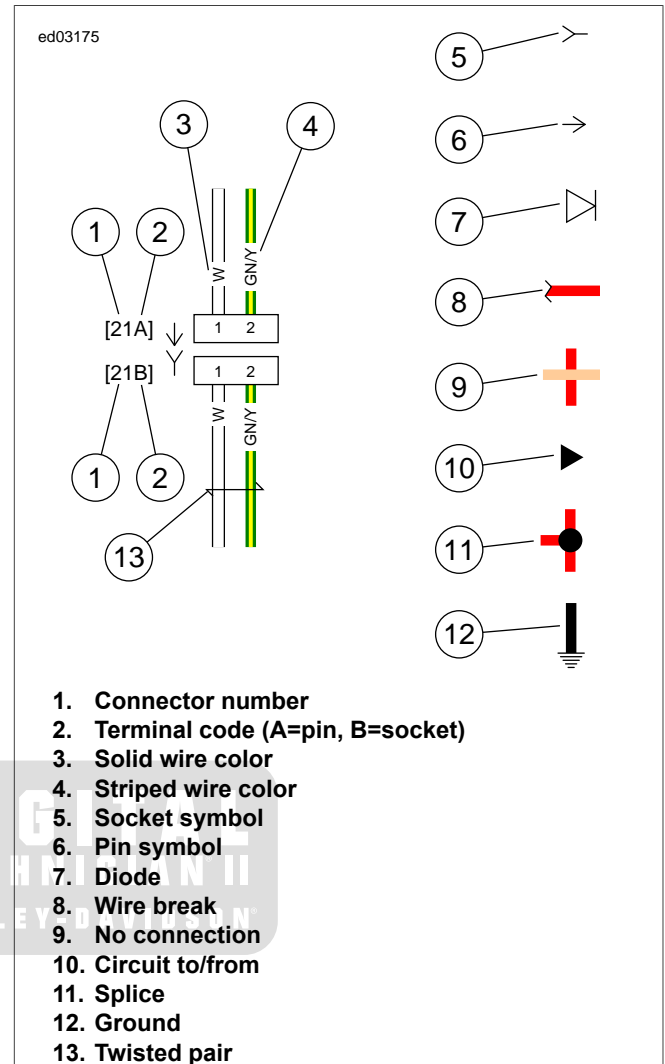 ed03175
3
4
1
2
W
GN/Y
[21A]
1 2
[21B]
1 2
W
GN/Y
1
2
13
5
6
7
8
9
10
11
12
1. Connector number
2. Terminal code (A=pin, B=socket)
3. Solid wire color
4. Striped wire color
5. Socket symbol
6. Pin symbol
7. Diode
8. Wire break
9. No connection
10. Circuit to/from
11. Splice
12. Ground
13. Twisted pair